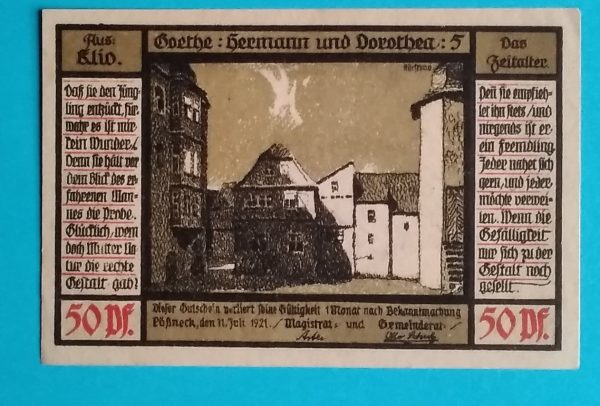 Aus:
Klio.
Goethe: Hermann und Dorothea: 5
Das
Zeitalter.
Daß sie den Jüng-
ling entzückt, für-
wahr es ist mir
kein Wunder/
Denn sie hält vor
dem Blick des er-
fahrenen Man-
nes die Probe.
Glücklich, wem
doch Mutter Na-
tur die rechte
Gestalt gab!
Den sie empfieh-
let ihn stets/und
nirgends ist er
ein Fremdling
Jeder nahet sich
gern, und jeder
möchte verwei-
len. Wenn die
Gefälligkeit
nur sich zu der
Gestalt noch
gesellt.
50 Pf.
Dieser Gutschein verliert seine Gültigkeit 1 Monat nach Bekanntmachung
Pößneck, den 11. Juli 1921. / Magistrat= und Gemeinderat= /
50 Pf.